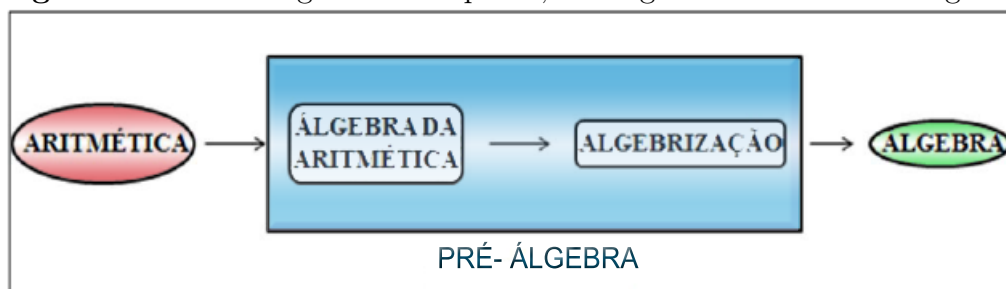 ARITMÉTICA
ÁLGEBRA DA
ARITMÉTICA
ALGEBRIZAÇÃO
ÁLGEBRA
PRÉ- ÁLGEBRA